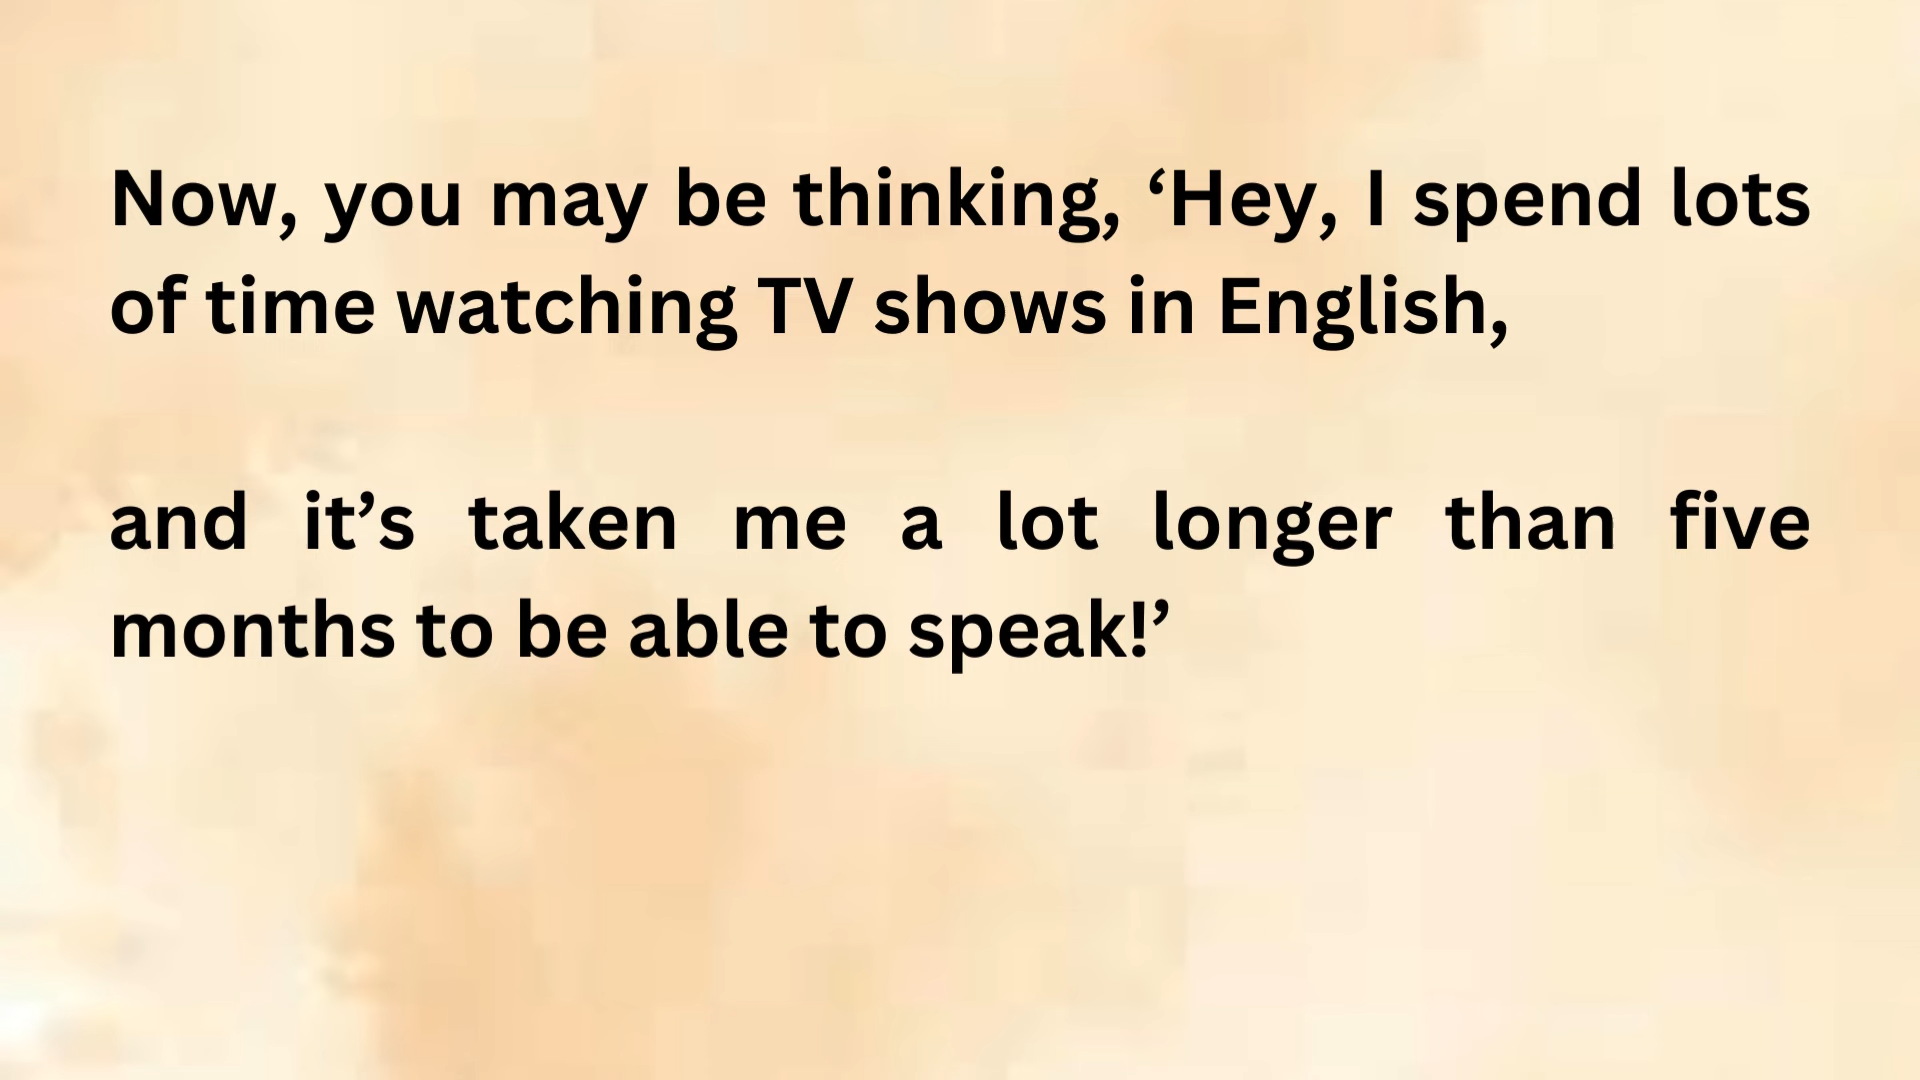 Now, you may be thinking, ‘Hey, I spend lots
of time watching TV shows in English,
and it’s taken me a lot longer than five
months to be able to speak!’